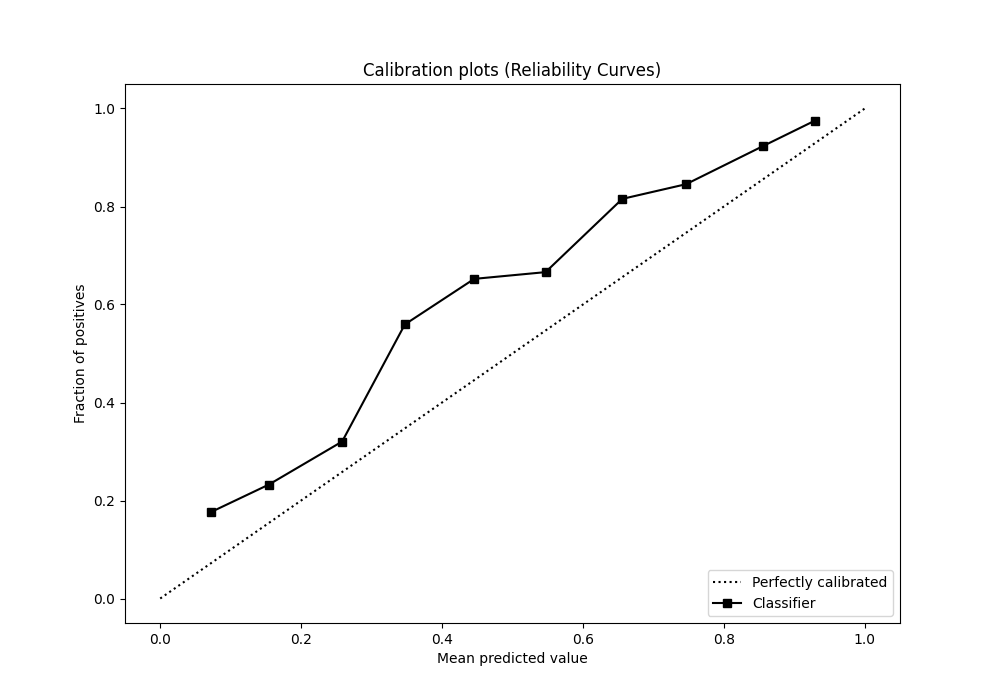 Calibration plots (Reliability Curves)
1.0
0.8
0.6
0.4
0.2
0.0
Fraction of positives
Perfectly calibrated
Classifier
0.0 0.2 0.4 0.6 0.8 1.0
Mean predicted value